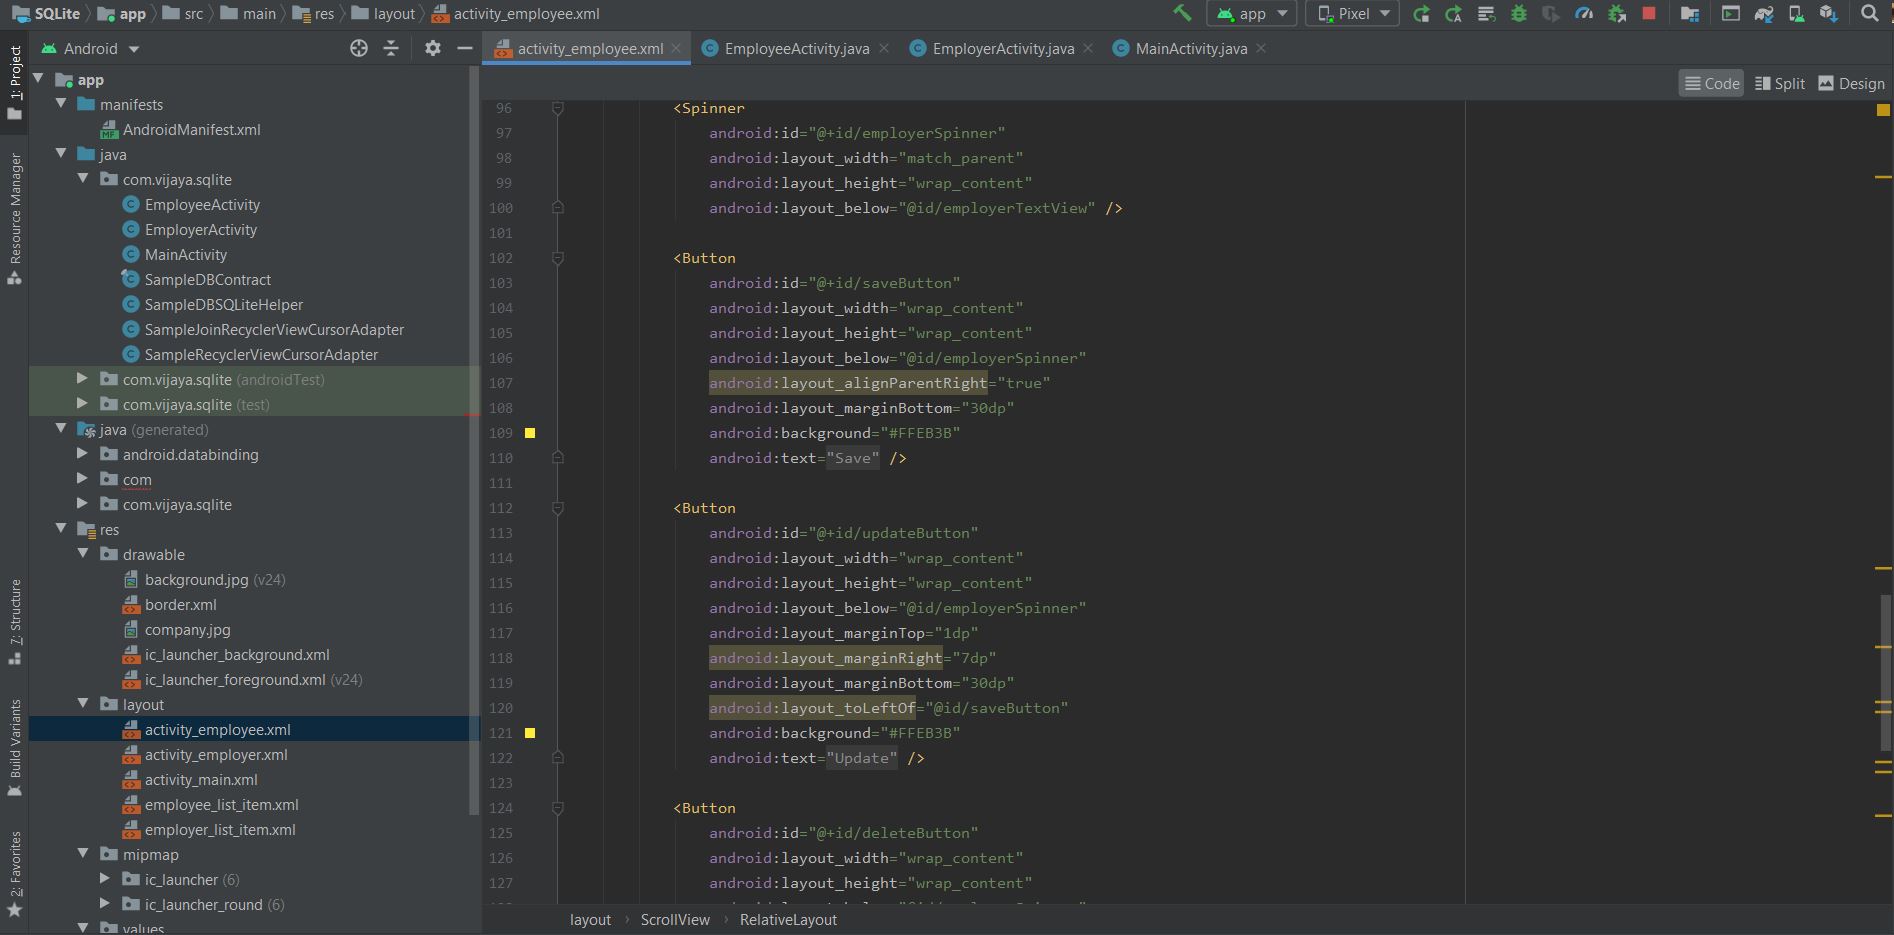 SQLite app src main res layout activity_employee.xml app Pixel
1: Project
Resource Manager
7: Structure
Build Variants
2: Favorites
Android
app
manifests
AndroidManifest.xml
java
com.vijaya.sqlite
EmployeeActivity
EmployerActivity
MainActivity
SampleDBContract
SampleDBSQLiteHelper
SampleJoinRecyclerViewCursorAdapter
SampleRecyclerViewCursorAdapter
com.vijaya.sqlite (androidTest)
com.vijaya.sqlite (test)
java (generated)
android.databinding
com
com.vijaya.sqlite
res
drawable
background.jpg (v24)
border.xml
company.jpg
ic_launcher_background.xml
ic_launcher_foreground.xml (v24)
layout
activity_employee.xml
activity_employer.xml
activity_main.xml
employee_list_item.xml
employer_list_item.xml
mipmap
ic_launcher (6)
ic_launcher_round (6)
values
activity_employee.xml EmployeeActivity.java EmployerActivity.java MainActivity.java
Code Split Design
96 <Spinner
97 android:id="@+id/employerSpinner"
98 android:layout_width="match_parent"
99 android:layout_height="wrap_content"
100 android:layout_below="@id/employerTextView" />
101
102 <Button
103 android:id="@+id/saveButton"
104 android:layout_width="wrap_content"
105 android:layout_height="wrap_content"
106 android:layout_below="@id/employerSpinner"
107 android:layout_alignParentRight="true"
108 android:layout_marginBottom="30dp"
109 android:background="#FFEB3B"
110 android:text="Save" />
111
112 <Button
113 android:id="@+id/updateButton"
114 android:layout_width="wrap_content"
115 android:layout_height="wrap_content"
116 android:layout_below="@id/employerSpinner"
117 android:layout_marginTop="1dp"
118 android:layout_marginRight="7dp"
119 android:layout_marginBottom="30dp"
120 android:layout_toLeftOf="@id/saveButton"
121 android:background="#FFEB3B"
122 android:text="Update" />
123
124 <Button
125 android:id="@+id/deleteButton"
126 android:layout_width="wrap_content"
127 android:layout_height="wrap_content"
layout ScrollView RelativeLayout